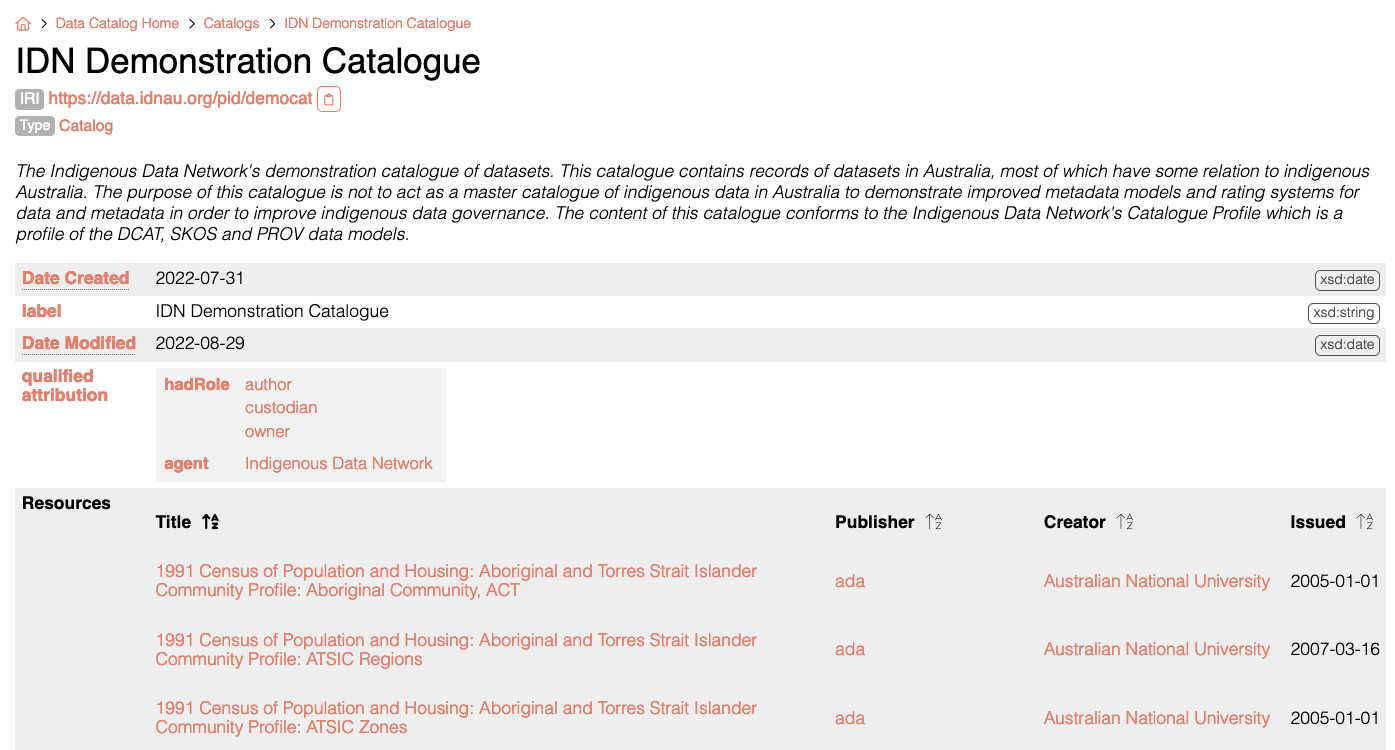 Data Catalog Home > Catalogs > IDN Demonstration Catalogue
IDN Demonstration Catalogue
IRI https://data.idnau.org/pid/democat
Type Catalog
The Indigenous Data Network's demonstration catalogue of datasets. This catalogue contains records of datasets in Australia, most of which have some relation to indigenous
Australia. The purpose of this catalogue is not to act as a master catalogue of indigenous data in Australia to demonstrate improved metadata models and rating systems for
data and metadata in order to improve indigenous data governance. The content of this catalogue conforms to the Indigenous Data Network's Catalogue Profile which is a
profile of the DCAT, SKOS and PROV data models.
Date Created 2022-07-31 xsd:date
label IDN Demonstration Catalogue xsd:string
Date Modified 2022-08-29 xsd:date
qualified
attribution
hadRole author
custodian
owner
agent Indigenous Data Network
Resources
Title Publisher Creator Issued
1991 Census of Population and Housing: Aboriginal and Torres Strait Islander
Community Profile: Aboriginal Community, ACT
ada Australian National University 2005-01-01
1991 Census of Population and Housing: Aboriginal and Torres Strait Islander
Community Profile: ATSIC Regions
ada Australian National University 2007-03-16
1991 Census of Population and Housing: Aboriginal and Torres Strait Islander
Community Profile: ATSIC Zones
ada Australian National University 2005-01-01